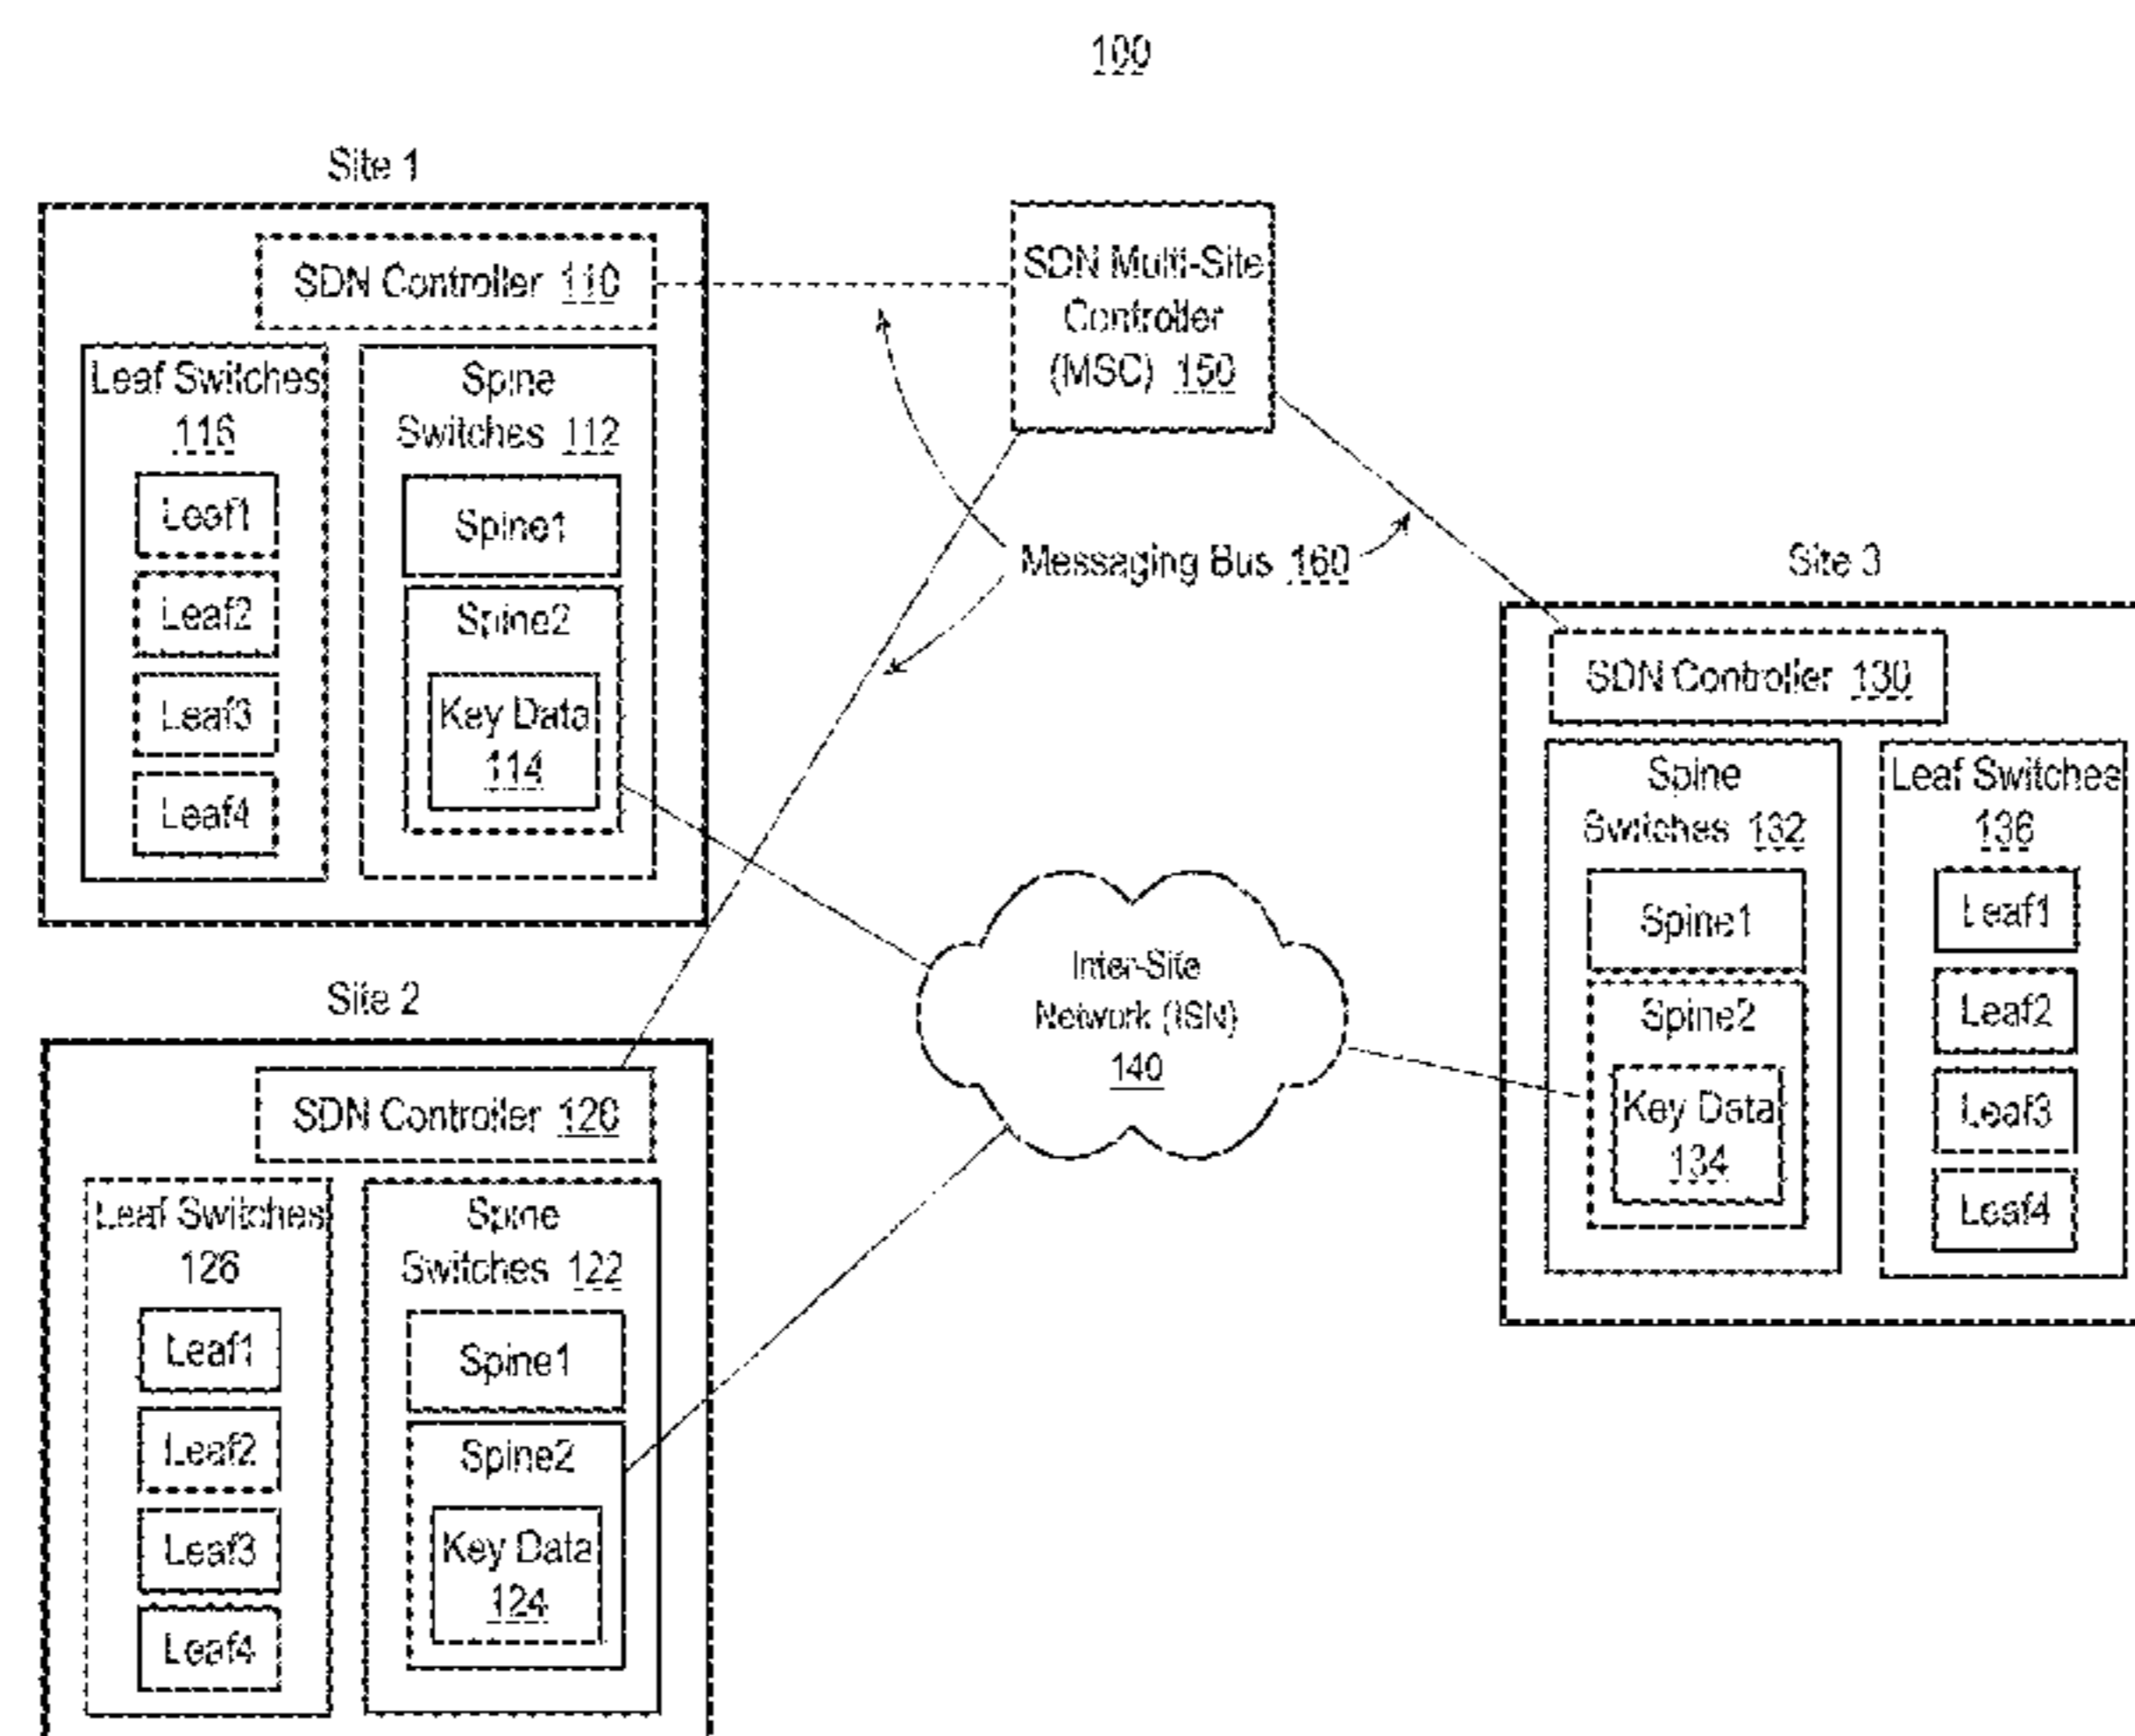 100
Site 1
SDN Controller 110
Leaf Switches
116
Leaf1
Leaf2
Leaf3
Leaf4
Spine
Switches 112
Spine1
Spine2
Key Data
114
SDN Multi-Site
Controller
(MSC) 150
Messaging Bus 160
Site 3
SDN Controller 130
Spine
Switches 132
Spine1
Spine2
Key Data
134
Leaf Switches
136
Leaf1
Leaf2
Leaf3
Leaf4
Inter-Site
Network (ISN)
140
Site 2
SDN Controller 120
Leaf Switches
126
Leaf1
Leaf2
Leaf3
Leaf4
Spine
Switches 122
Spine1
Spine2
Key Data
124